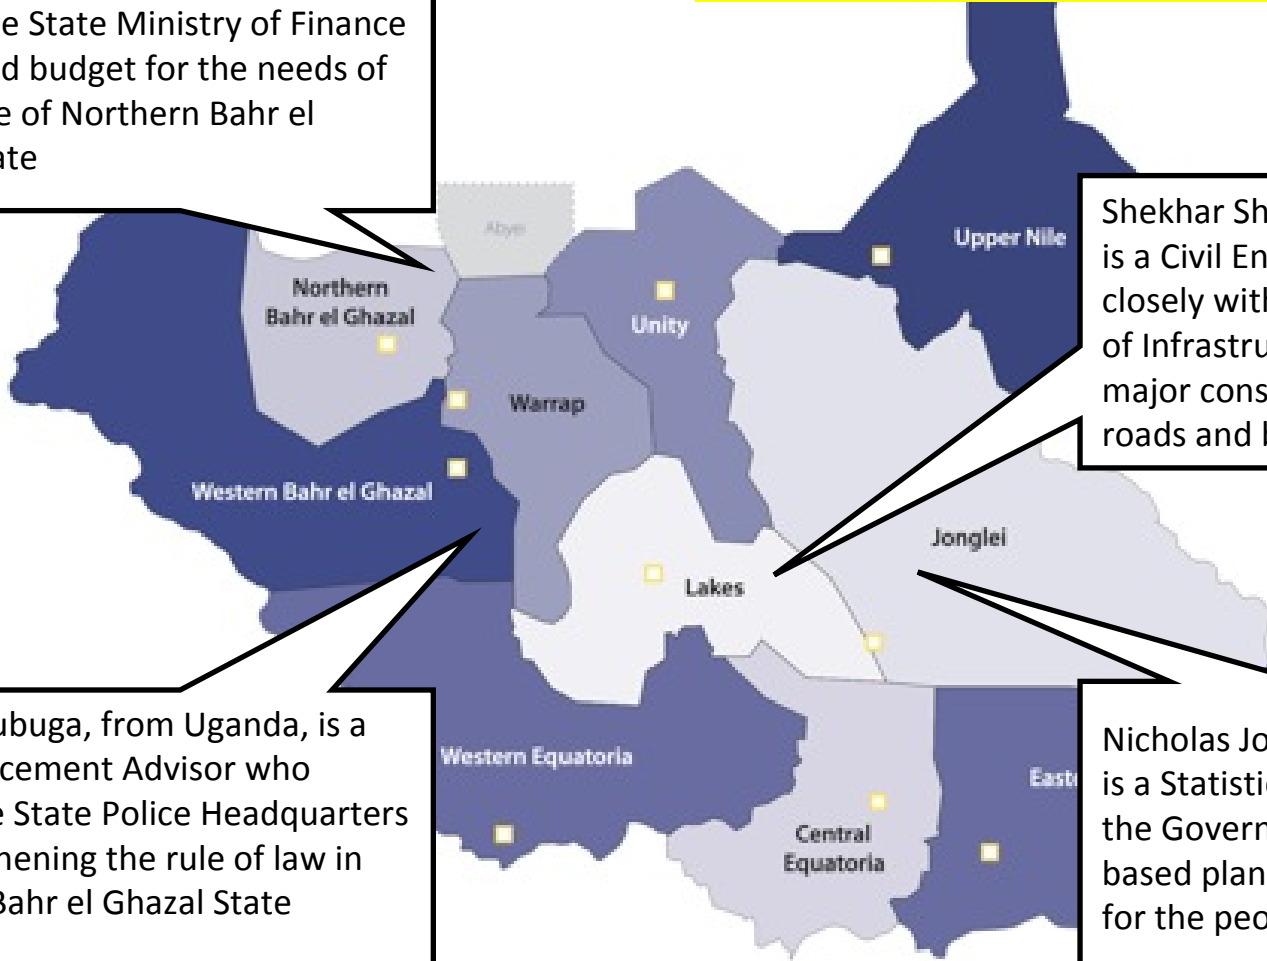 e State Ministry of Finance
d budget for the needs of
e of Northern Bahr el
ate
Abyei
Upper Nile
Shekhar Sh
is a Civil En
closely with
of Infrastru
major cons
roads and b
Northern
Bahr el Ghazal
Unity
Warrap
Western Bahr el Ghazal
Jonglei
Lakes
ubuga, from Uganda, is a
cement Advisor who
e State Police Headquarters
hening the rule of law in
Bahr el Ghazal State
Western Equatoria
Central
Equatoria
Easte
Nicholas Jo
is a Statistic
the Govern
based plan
for the peo